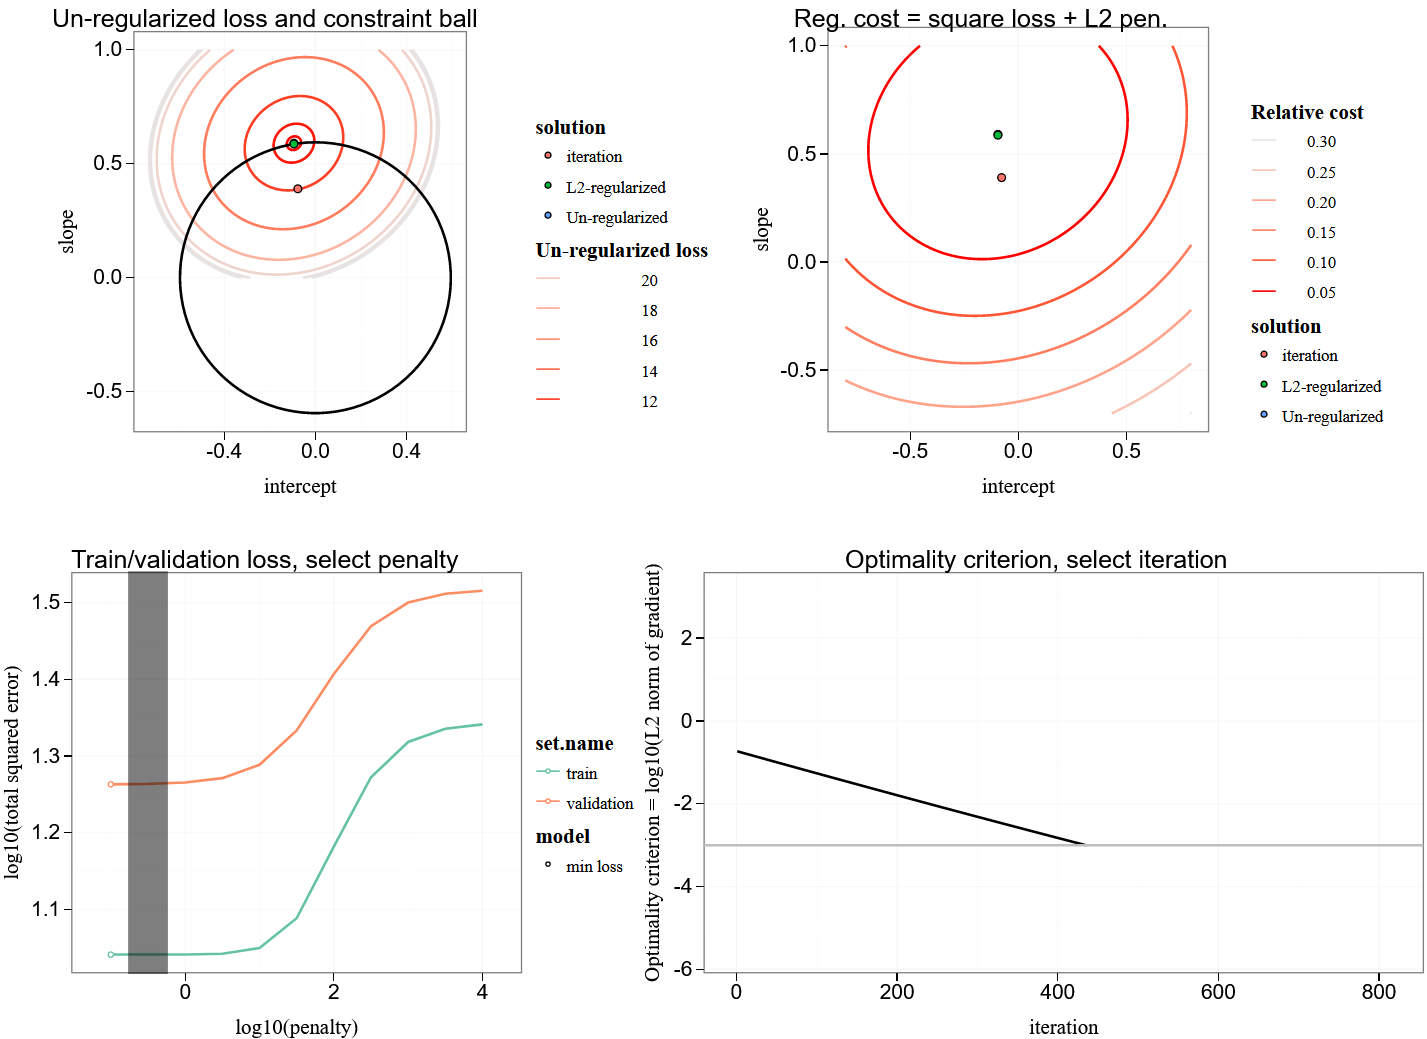 Un-regularized loss and constraint ball
1.0
0.5
0.0
-0.5
slope
-0.4
0.0
0.4
intercept
solution
iteration
L2-regularized
Un-regularized
Un-regularized loss
20
18
16
14
12
Reg. cost = square loss + L2 pen.
1.0
0.5
0.0
-0.5
slope
-0.5
0.0
0.5
intercept
Relative cost
0.30
0.25
0.20
0.15
0.10
0.05
solution
iteration
L2-regularized
Un-regularized
Train/validation loss, select penalty
1.5
1.4
1.3
1.2
1.1
log10(total squared error)
0
2
4
log10(penalty)
set.name
train
validation
model
min loss
Optimality criterion, select iteration
2
0
-2
-4
-6
Optimality criterion = log10(L2 norm of gradient)
0
200
400
600
800
iteration